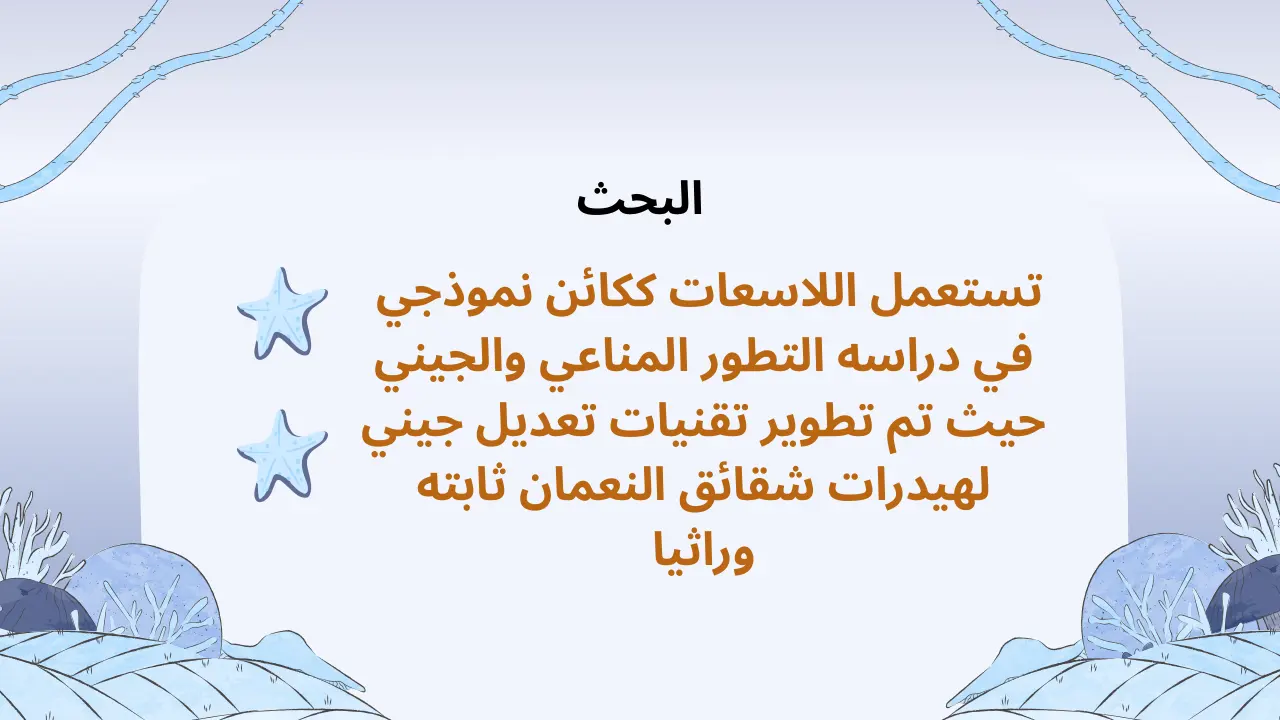 البحث
تستعمل اللاسعات ككائن نموذجي
في دراسه التطور المناعي والجيني
حيث تم تطوير تقنيات تعديل جيني
لهيدرات شقائق النعمان ثابته
وراثيا